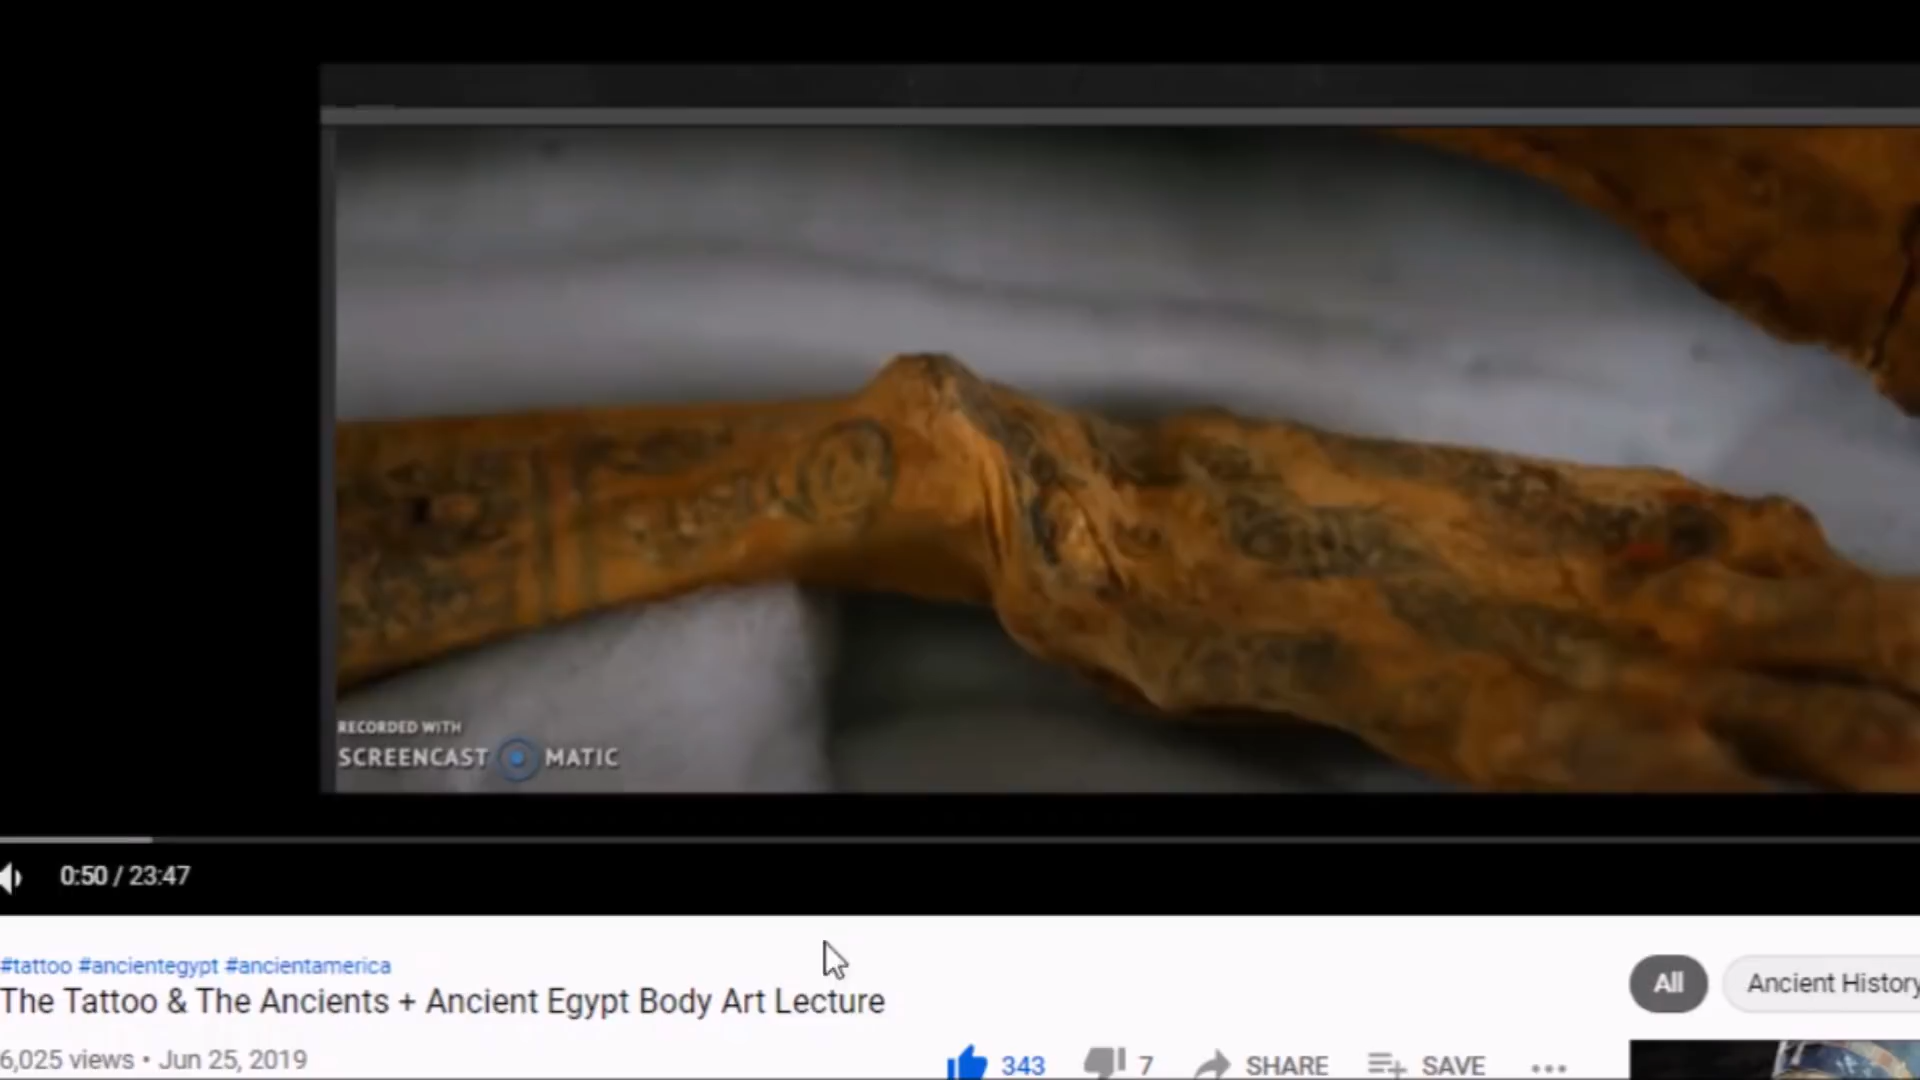 RECORDED WITH
SCREENCAST MATIC
0:50 / 23:47
#tattoo #ancientegypt #ancientamerica
The Tattoo & The Ancients + Ancient Egypt Body Art Lecture
6,025 views • Jun 25, 2019
343
7
SHARE
SAVE
All
Ancient History